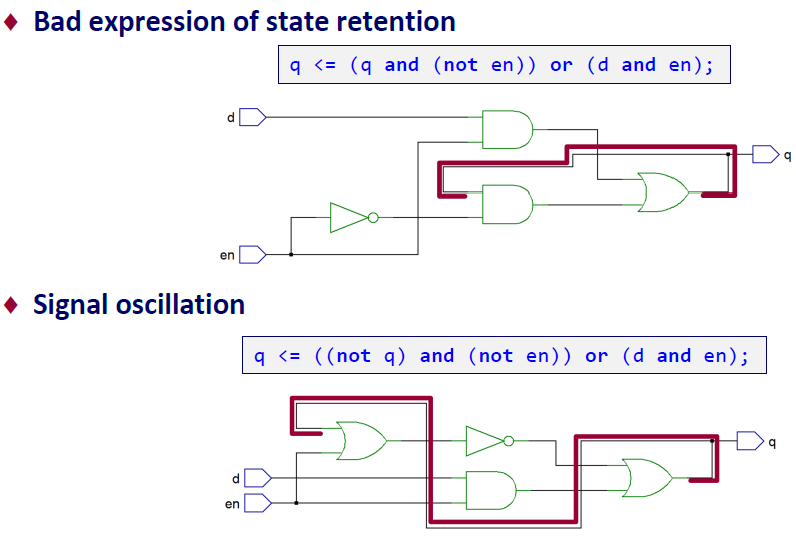 Bad expression of state retention
q <= (q and (not en)) or (d and en);
d
q
en
Signal oscillation
q <= ((not q) and (not en)) or (d and en);
q
d
en